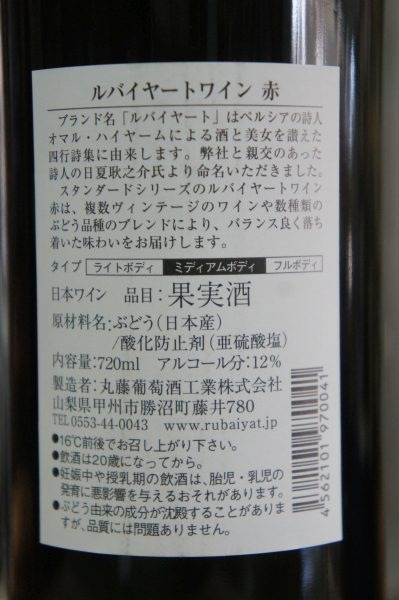 ルバイヤートワイン 赤
ブランド名「ルバイヤート」はペルシアの詩人
オマル・ハイヤームによる酒と美女を讃えた
四行詩集に由来します。弊社と親交のあった
詩人の日夏耿之介氏より命名いただきました。
スタンダードシリーズのルバイヤートワイン
赤は、複数ヴィンテージのワインや数種類の
ぶどう品種のブレンドにより、バランス良く落ち
着いた味わいをお届けします。
タイプ ライトボディ ミディアムボディ フルボディ
日本ワイン 品目：果実酒
原材料名：ぶどう（日本産）
/酸化防止剤（亜硫酸塩）
内容量：720ml アルコール分：12%
製造者：丸藤葡萄酒工業株式会社
山梨県甲州市勝沼町藤井780
TEL 0553-44-0043 www.rubaiyat.jp
●16℃前後でお召し上がり下さい。
●飲酒は20歳になってから。
●妊娠中や授乳期の飲酒は、胎児・乳児の
発育に悪影響を与えるおそれがあります。
●ぶどう由来の成分が沈殿することがありま
すが、品質には問題ありません。
4562101970041